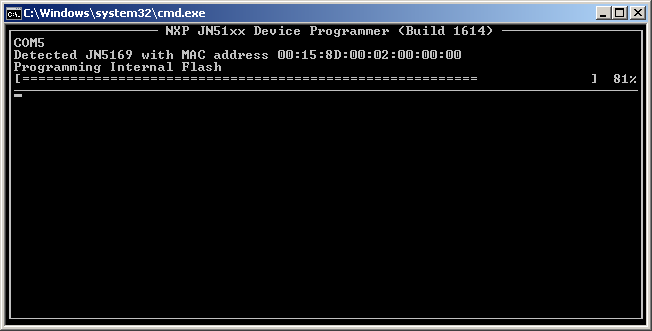 C:\Windows\system32\cmd.exe
NXP JN51xx Device Programmer (Build 1614)
COM5
Detected JN5169 with MAC address 00:15:8D:00:02:00:00:00
Programming Internal Flash
[=========================================================              ]  81%